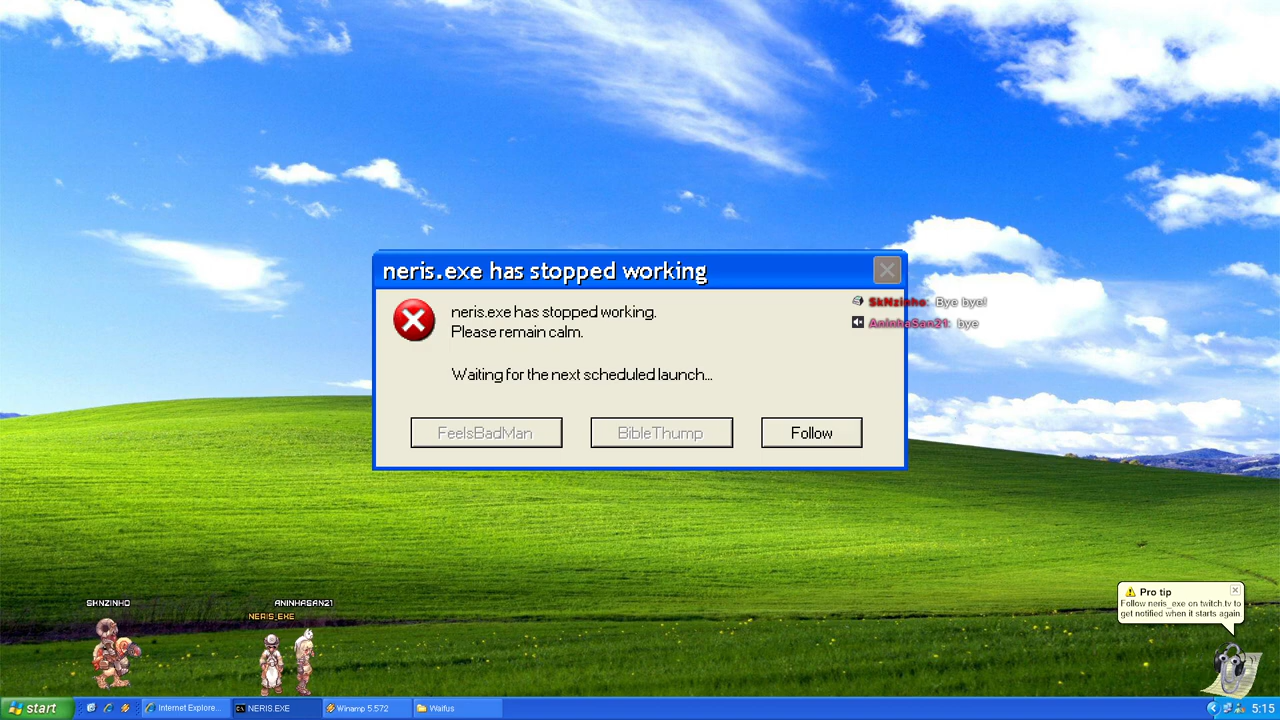 neris.exe has stopped working
neris.exe has stopped working.
Please remain calm.
Waiting for the next scheduled launch...
FeelsBadMan
BibleThump
Follow
SkNzinho: Bye bye!
AninhaSan21: bye
SKNZINHO
ANINHASAN21
NERIS_EXE
Pro tip
Follow neris_exe on twitch.tv to
get notified when it starts again
start
Internet Explore...
NERIS.EXE
Winamp 5.572
Waifus
5:15